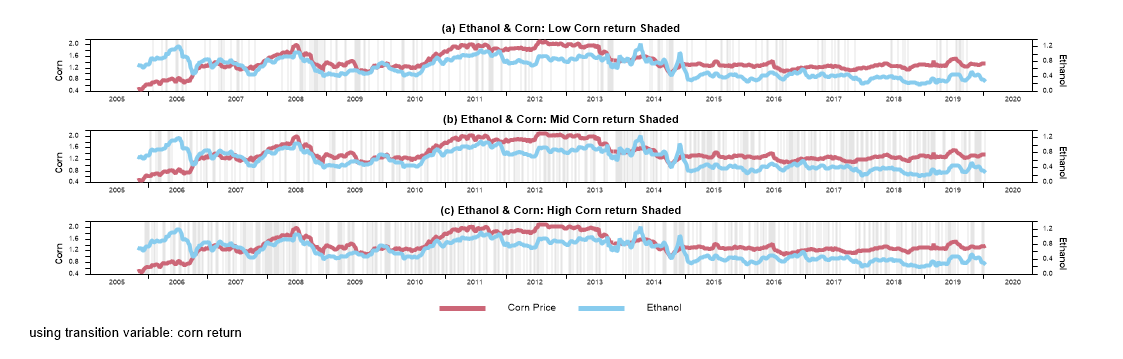 (a) Ethanol & Corn: Low Corn return Shaded
2.0
1.6
1.2
0.8
0.4
Corn
1.2
0.8
0.4
0.0
Ethanol
2005 2006 2007 2008 2009 2010 2011 2012 2013 2014 2015 2016 2017 2018 2019 2020
(b) Ethanol & Corn: Mid Corn return Shaded
2.0
1.6
1.2
0.8
0.4
Corn
1.2
0.8
0.4
0.0
Ethanol
2005 2006 2007 2008 2009 2010 2011 2012 2013 2014 2015 2016 2017 2018 2019 2020
(c) Ethanol & Corn: High Corn return Shaded
2.0
1.6
1.2
0.8
0.4
Corn
1.2
0.8
0.4
0.0
Ethanol
2005 2006 2007 2008 2009 2010 2011 2012 2013 2014 2015 2016 2017 2018 2019 2020
Corn Price Ethanol
using transition variable: corn return